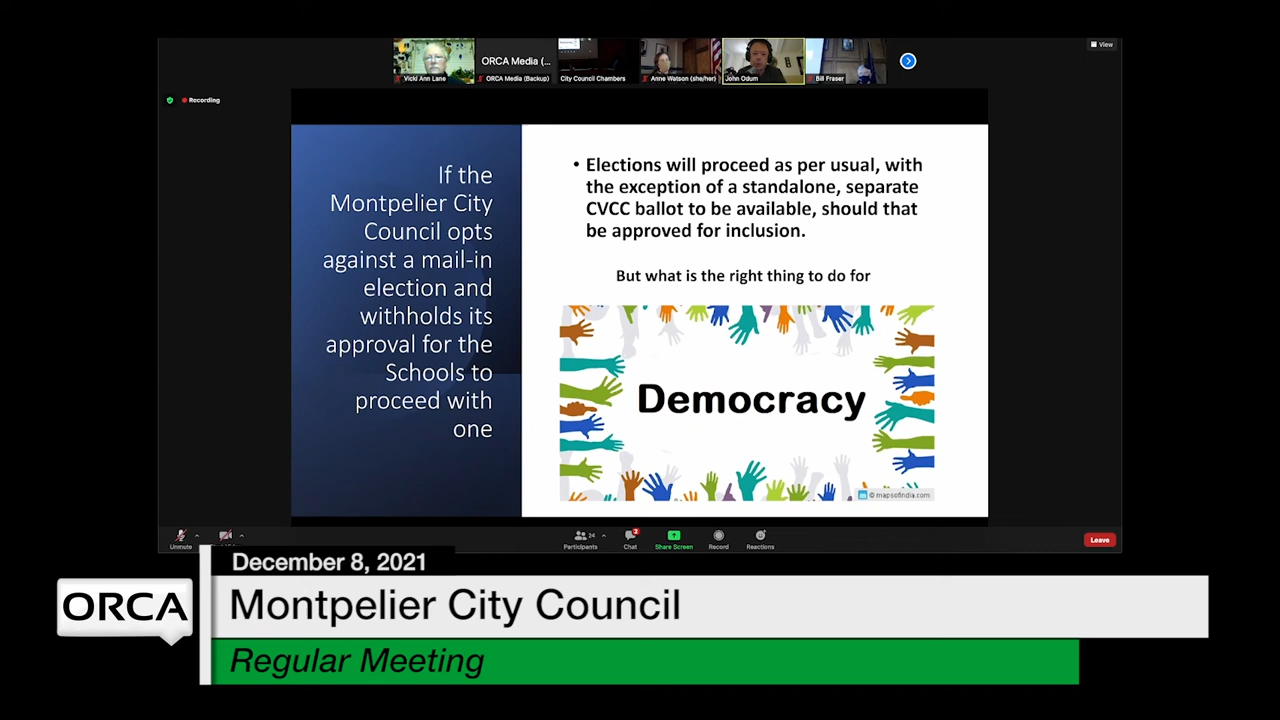 View
ORCA Media (...
Vicki Ann Lane
ORCA Media (Backup)
City Council Chambers
Anne Watson (she/her)
John Odum
Bill Fraser
Recording
If the
Montpelier City
Council opts
against a mail-in
election and
withholds its
approval for the
Schools to
proceed with
one
• Elections will proceed as per usual, with
the exception of a standalone, separate
CVCC ballot to be available, should that
be approved for inclusion.
But what is the right thing to do for
Democracy
© mapsofindia.com
Unmute
Participants
24
Chat
2
Share Screen
Record
Reactions
Leave
December 8, 2021
ORCA
Montpelier City Council
Regular Meeting